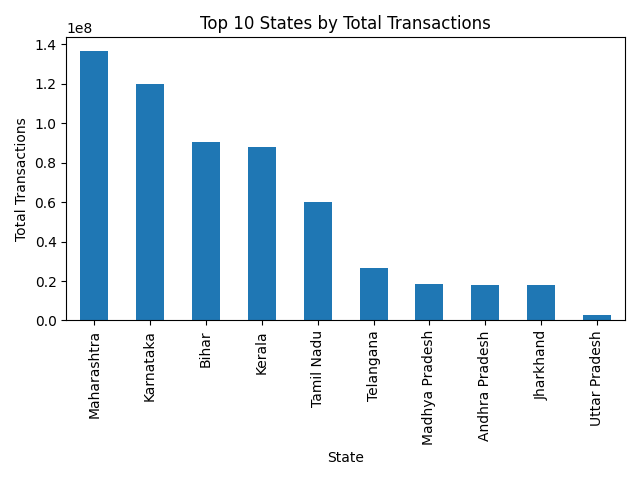 Top 10 States by Total Transactions
1e8
1.4
1.2
1.0
0.8
0.6
0.4
0.2
0.0
Total Transactions
Maharashtra
Karnataka
Bihar
Kerala
Tamil Nadu
Telangana
Madhya Pradesh
Andhra Pradesh
Jharkhand
Uttar Pradesh
State